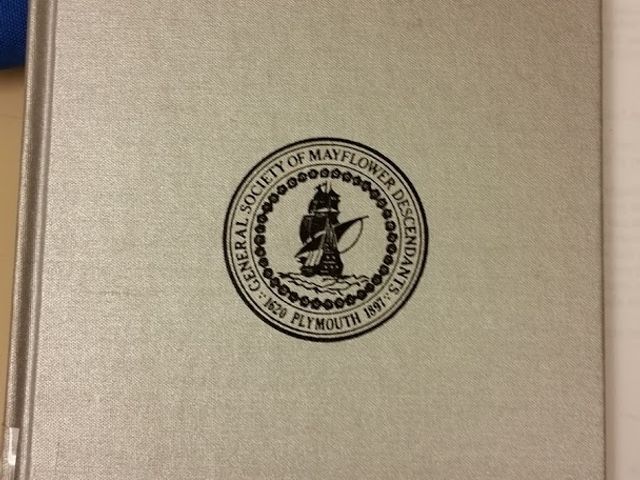 GENERAL SOCIETY OF MAYFLOWER DESCENDANTS
1620 PLYMOUTH 1897